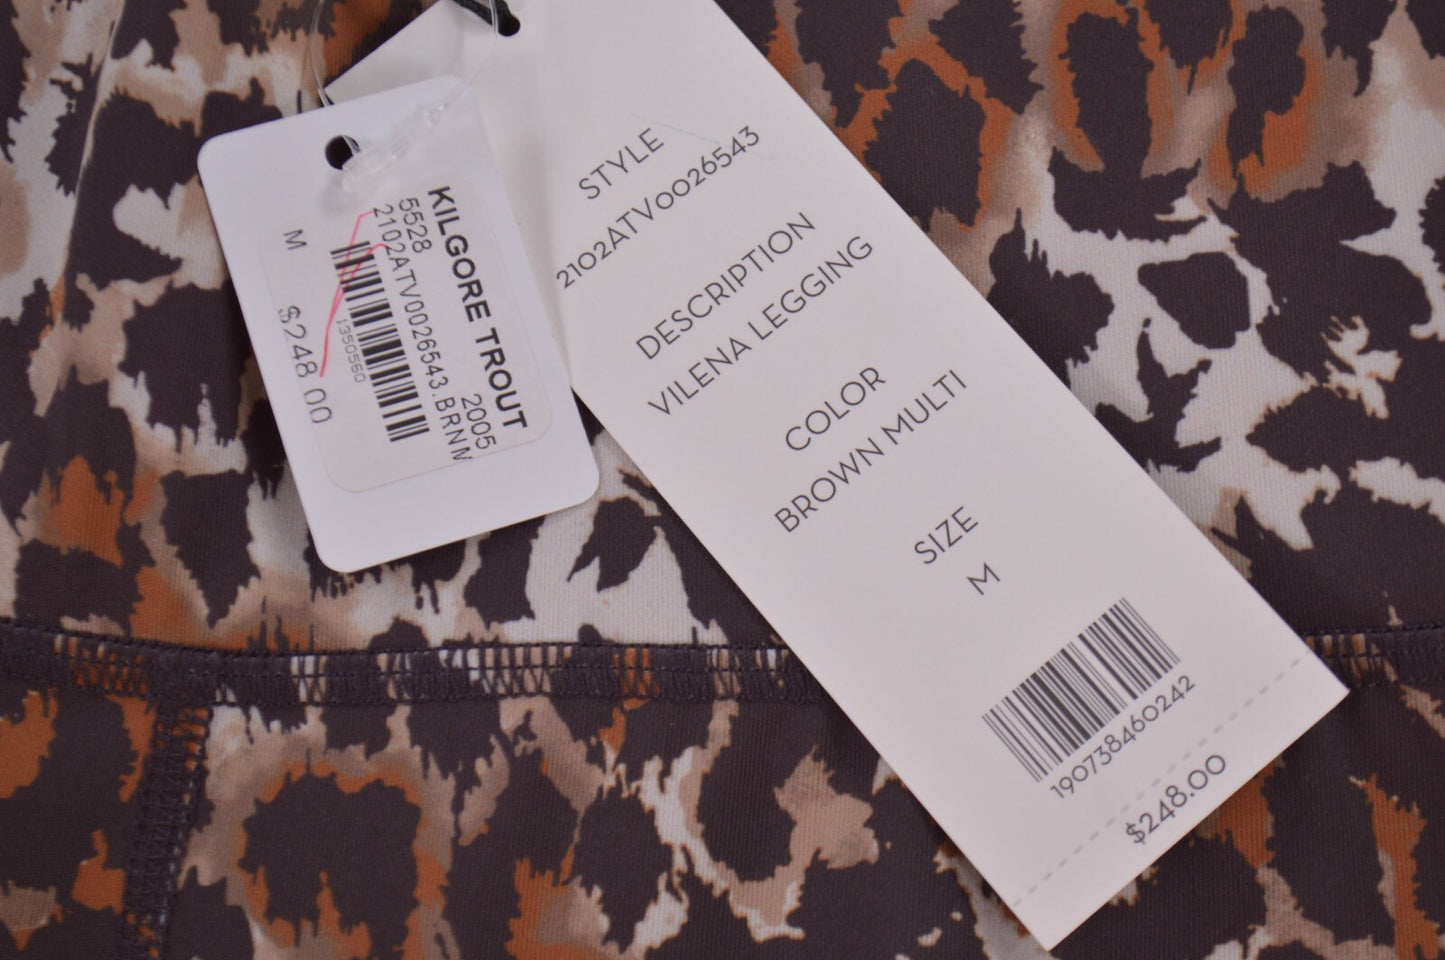 KILGORE TROUT
5528 2005
2102ATV0026543.BRNM
1350560
M $248.00
STYLE
2102ATV0026543
DESCRIPTION
VILENA LEGGING
COLOR
BROWN MULTI
SIZE
M
190738460242
$248.00